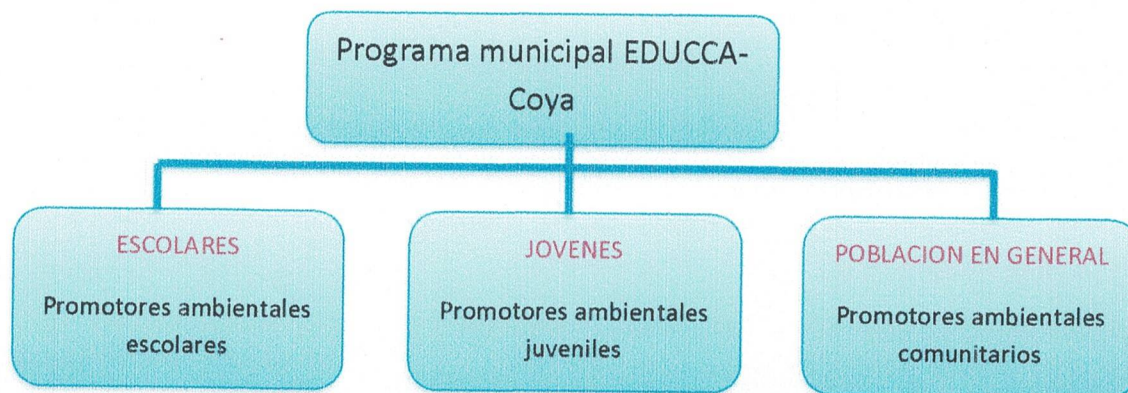 Programa municipal EDUCCA-
Coya
ESCOLARES
Promotores ambientales
escolares
JOVENES
Promotores ambientales
juveniles
POBLACION EN GENERAL
Promotores ambientales
comunitarios